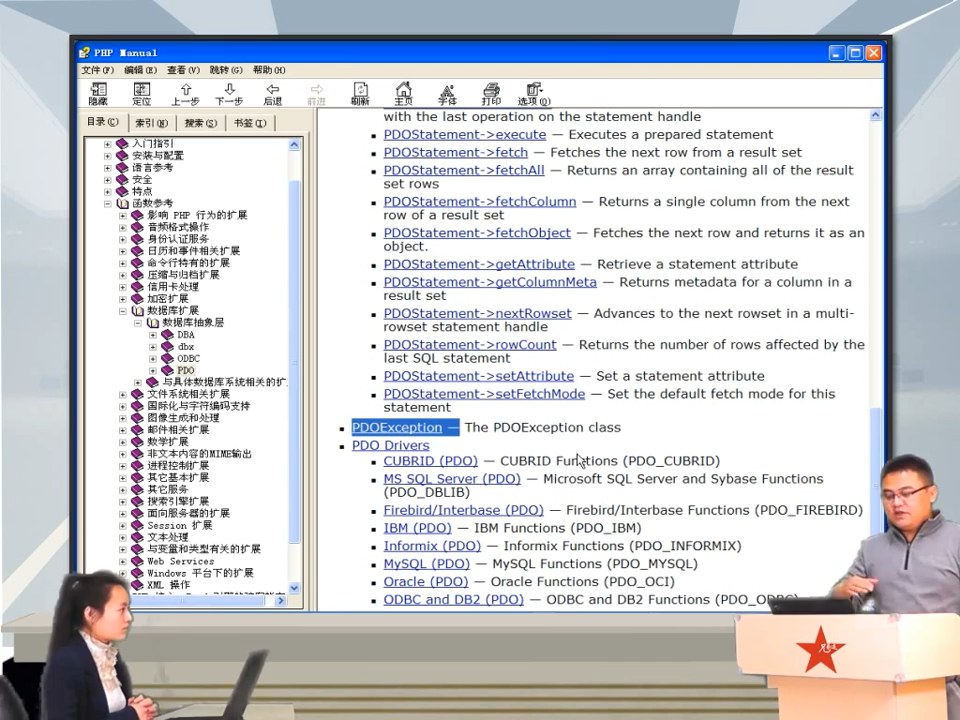 PHP Manual
文件(F) 编辑(E) 查看(V) 跳转(G) 帮助(H)
隐藏 定位 上一步 下一步 后退 前进 刷新 主页 字体 打印 选项(O)
目录(C) 索引(N) 搜索(S) 书签(I)
入门指引
安装与配置
语言参考
安全
特点
函数参考
影响 PHP 行为的扩展
音频格式操作
身份认证服务
日历和事件相关扩展
命令行特有的扩展
压缩与归档扩展
信用卡处理
加密扩展
数据库扩展
数据库抽象层
DBA
dbx
ODBC
PDO
与具体数据库系统相关的扩
文件系统相关扩展
国际化与字符编码支持
图像生成和处理
邮件相关扩展
数学扩展
非文本内容的MIME输出
进程控制扩展
其它基本扩展
其它服务
搜索引擎扩展
面向服务器的扩展
Session 扩展
文本处理
与变量和类型有关的扩展
Web Services
Windows 平台下的扩展
XML 操作
with the last operation on the statement handle
PDOStatement->execute — Executes a prepared statement
PDOStatement->fetch — Fetches the next row from a result set
PDOStatement->fetchAll — Returns an array containing all of the result
set rows
PDOStatement->fetchColumn — Returns a single column from the next
row of a result set
PDOStatement->fetchObject — Fetches the next row and returns it as an
object.
PDOStatement->getAttribute — Retrieve a statement attribute
PDOStatement->getColumnMeta — Returns metadata for a column in a
result set
PDOStatement->nextRowset — Advances to the next rowset in a multi-
rowset statement handle
PDOStatement->rowCount — Returns the number of rows affected by the
last SQL statement
PDOStatement->setAttribute — Set a statement attribute
PDOStatement->setFetchMode — Set the default fetch mode for this
statement
PDOException — The PDOException class
PDO Drivers
CUBRID (PDO) — CUBRID Functions (PDO_CUBRID)
MS SQL Server (PDO) — Microsoft SQL Server and Sybase Functions
(PDO_DBLIB)
Firebird/Interbase (PDO) — Firebird/Interbase Functions (PDO_FIREBIRD)
IBM (PDO) — IBM Functions (PDO_IBM)
Informix (PDO) — Informix Functions (PDO_INFORMIX)
MySQL (PDO) — MySQL Functions (PDO_MYSQL)
Oracle (PDO) — Oracle Functions (PDO_OCI)
ODBC and DB2 (PDO) — ODBC and DB2 Functions (PDO_ODBC)